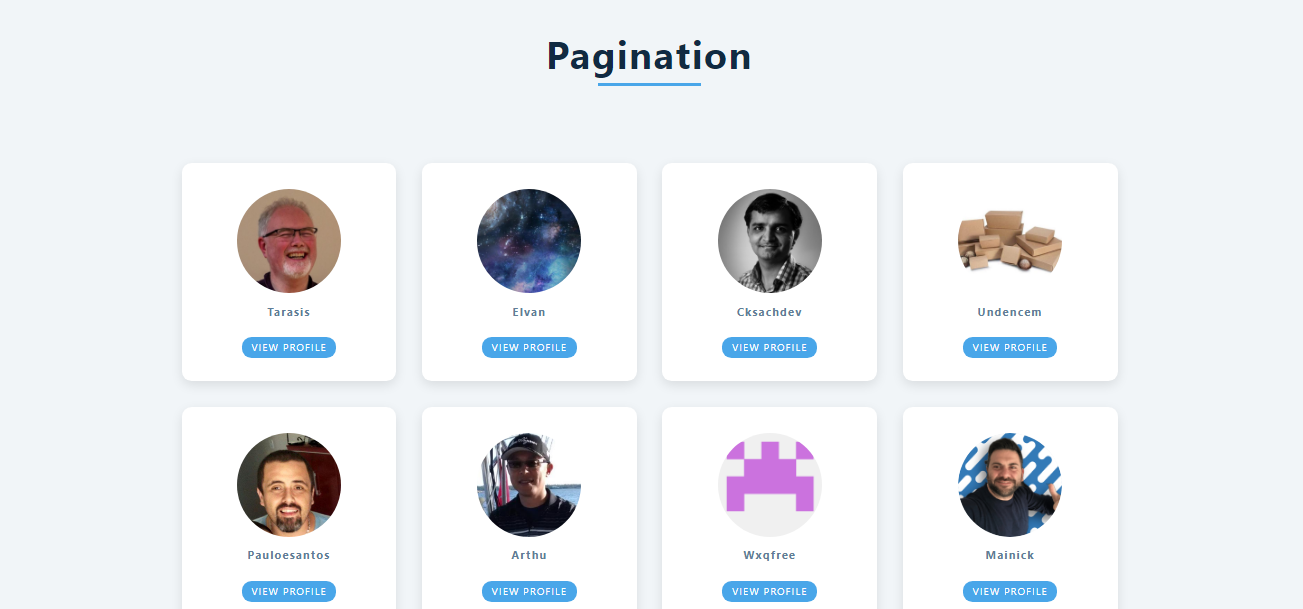 Pagination
Tarasis
Elvan
Cksachdev
Undencem
VIEW PROFILE
VIEW PROFILE
VIEW PROFILE
VIEW PROFILE
Pauloesantos
Arthu
Wxqfree
Mainick
VIEW PROFILE
VIEW PROFILE
VIEW PROFILE
VIEW PROFILE